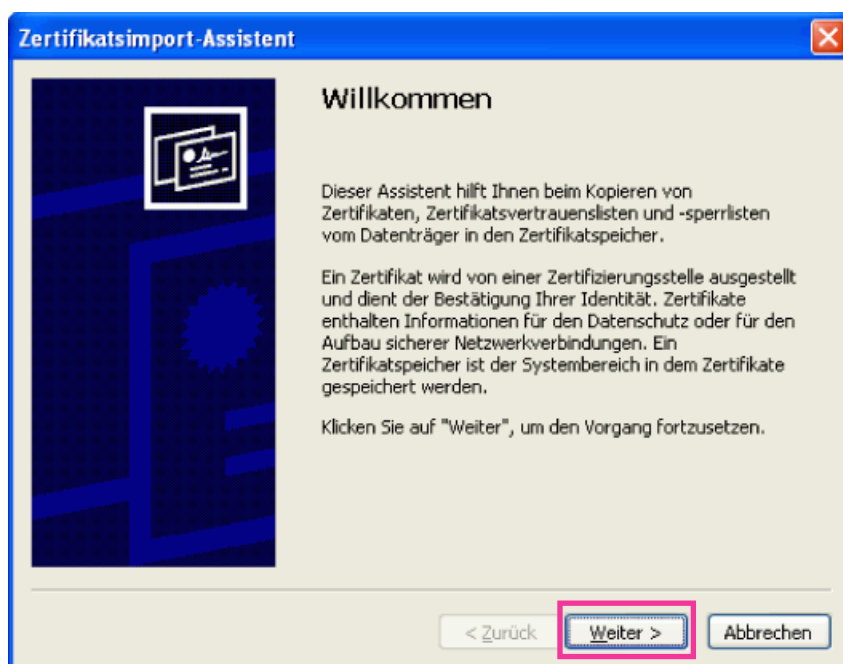 Zertifikatsimport-Assistent
Willkommen
Dieser Assistent hilft Ihnen beim Kopieren von
Zertifikaten, Zertifikatsvertrauenslisten und -sperrlisten
vom Datenträger in den Zertifikatspeicher.
Ein Zertifikat wird von einer Zertifizierungsstelle ausgestellt
und dient der Bestätigung Ihrer Identität. Zertifikate
enthalten Informationen für den Datenschutz oder für den
Aufbau sicherer Netzwerkverbindungen. Ein
Zertifikatspeicher ist der Systembereich in dem Zertifikate
gespeichert werden.
Klicken Sie auf "Weiter", um den Vorgang fortzusetzen.
< Zurück Weiter > Abbrechen